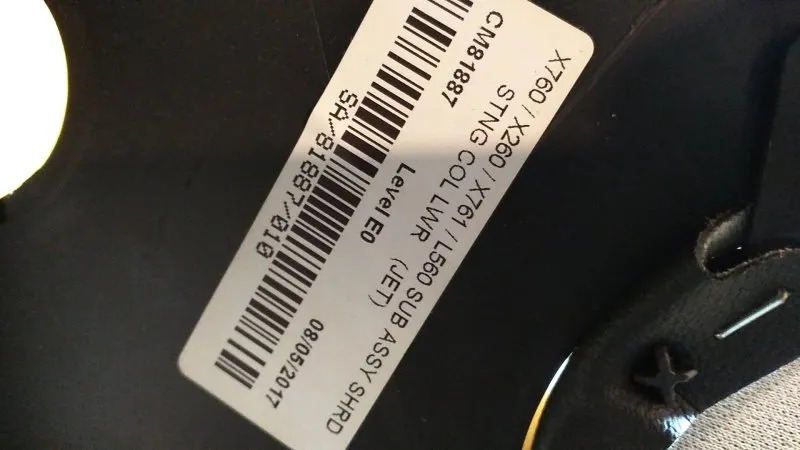 X760 / X260 / X761 / L560 SUB ASSY SHRD
STNG COL LWR (JET)
CM81887
Level E0
08/05/2017
SA/81887/010